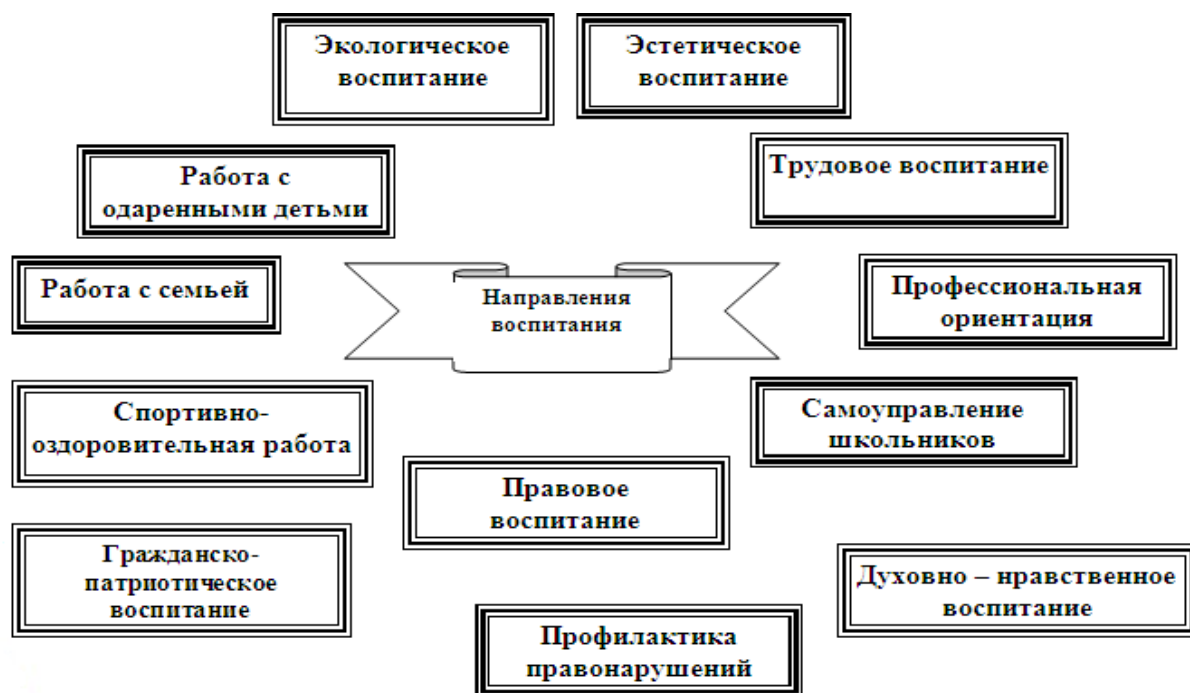 Экологическое
воспитание
Эстетическое
воспитание
Работа с
одаренными детьми
Трудовое воспитание
Работа с семьей
Направления
воспитания
Профессиональная
ориентация
Спортивно-
оздоровительная работа
Самоуправление
школьников
Правовое
воспитание
Гражданско-
патриотическое
воспитание
Духовно – нравственное
воспитание
Профилактика
правонарушений